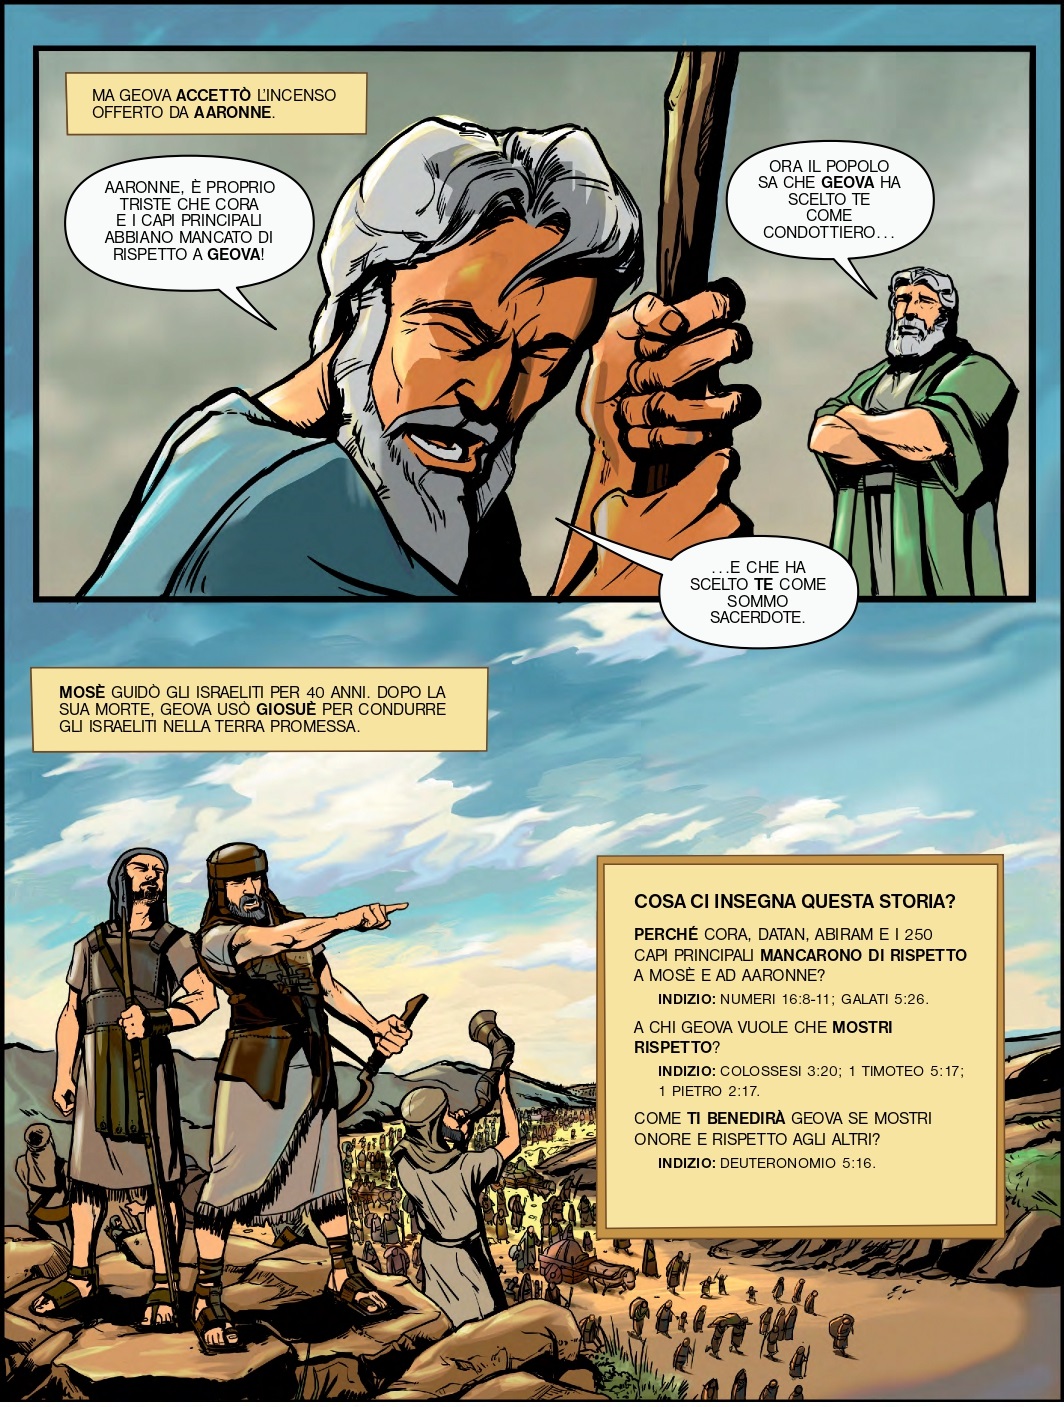 MA GEOVA ACCETTÒ L'INCENSO
OFFERTO DA AARONNE.
AARONNE, È PROPRIO
TRISTE CHE CORA
E I CAPI PRINCIPALI
ABBIANO MANCATO DI
RISPETTO A GEOVA!
ORA IL POPOLO
SA CHE GEOVA HA
SCELTO TE
COME
CONDOTTIERO...
...E CHE HA
SCELTO TE COME
SOMMO
SACERDOTE.
MOSÈ GUIDÒ GLI ISRAELITI PER 40 ANNI. DOPO LA
SUA MORTE, GEOVA USÒ GIOSUÈ PER CONDURRE
GLI ISRAELITI NELLA TERRA PROMESSA.
COSA CI INSEGNA QUESTA STORIA?
PERCHÉ CORA, DATAN, ABIRAM E I 250
CAPI PRINCIPALI MANCARONO DI RISPETTO
A MOSÈ E AD AARONNE?
INDIZIO: NUMERI 16:8-11; GALATI 5:26.
A CHI GEOVA VUOLE CHE MOSTRI
RISPETTO?
INDIZIO: COLOSSESI 3:20; 1 TIMOTEO 5:17;
1 PIETRO 2:17.
COME TI BENEDIRÀ GEOVA SE MOSTRI
ONORE E RISPETTO AGLI ALTRI?
INDIZIO: DEUTERONOMIO 5:16.